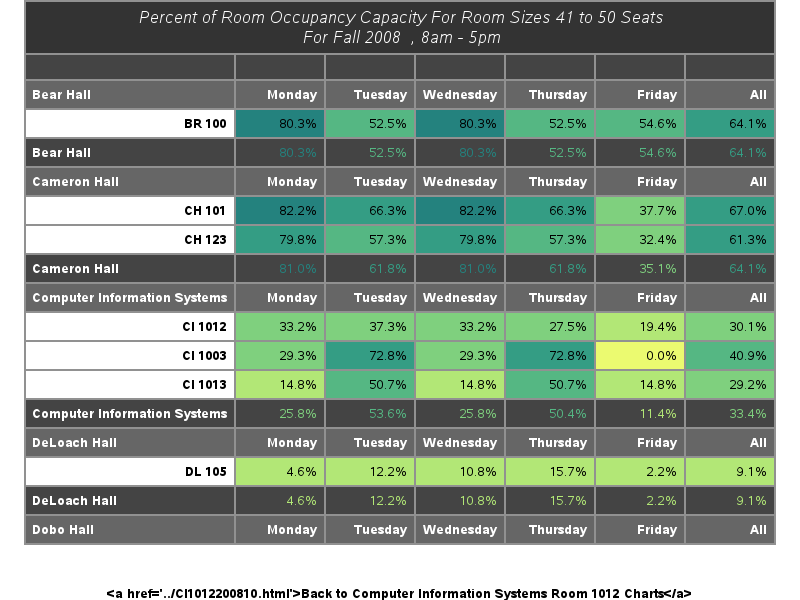 Percent of Room Occupancy Capacity For Room Sizes 41 to 50 Seats
For Fall 2008 , 8am - 5pm
Bear Hall Monday Tuesday Wednesday Thursday Friday All
BR 100 80.3% 52.5% 80.3% 52.5% 54.6% 64.1%
Bear Hall 80.3% 52.5% 80.3% 52.5% 54.6% 64.1%
Cameron Hall Monday Tuesday Wednesday Thursday Friday All
CH 101 82.2% 66.3% 82.2% 66.3% 37.7% 67.0%
CH 123 79.8% 57.3% 79.8% 57.3% 32.4% 61.3%
Cameron Hall 81.0% 61.8% 81.0% 61.8% 35.1% 64.1%
Computer Information Systems Monday Tuesday Wednesday Thursday Friday All
CI 1012 33.2% 37.3% 33.2% 27.5% 19.4% 30.1%
CI 1003 29.3% 72.8% 29.3% 72.8% 0.0% 40.9%
CI 1013 14.8% 50.7% 14.8% 50.7% 14.8% 29.2%
Computer Information Systems 25.8% 53.6% 25.8% 50.4% 11.4% 33.4%
DeLoach Hall Monday Tuesday Wednesday Thursday Friday All
DL 105 4.6% 12.2% 10.8% 15.7% 2.2% 9.1%
DeLoach Hall 4.6% 12.2% 10.8% 15.7% 2.2% 9.1%
Dobo Hall Monday Tuesday Wednesday Thursday Friday All
&lt;a href='../CI1012200810.html'&gt;Back to Computer Information Systems Room 1012 Charts&lt;/a&gt;